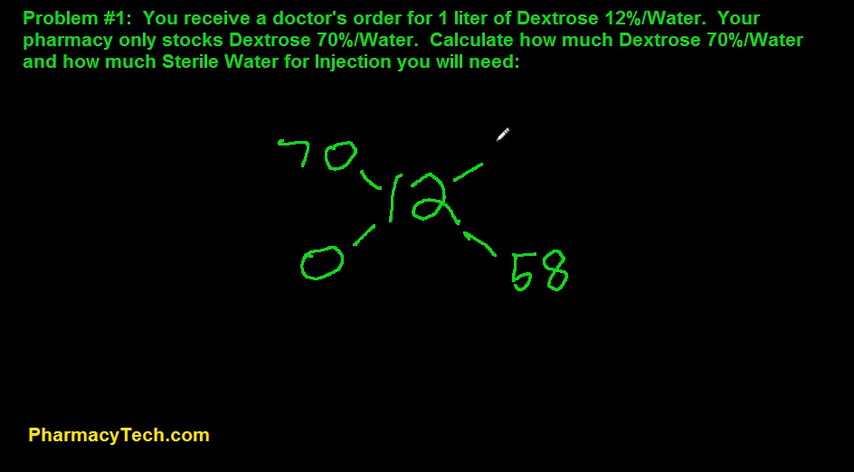 Problem #1:  You receive a doctor's order for 1 liter of Dextrose 12%/Water.  Your
pharmacy only stocks Dextrose 70%/Water.  Calculate how much Dextrose 70%/Water
and how much Sterile Water for Injection you will need:
70
12
0
58
PharmacyTech.com